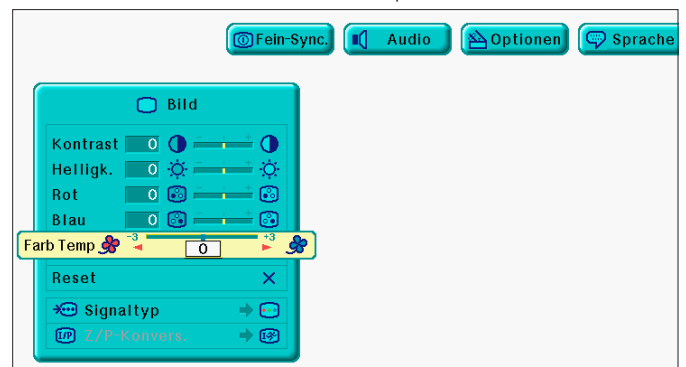 Fein-Sync. Audio Optionen Sprache
Bild
Kontrast 0 - +
Helligk. 0 - +
Rot 0 - +
Blau 0 - +
Farb Temp -3 0 +3
Reset
Signaltyp
I/P Z/P-Konvers.